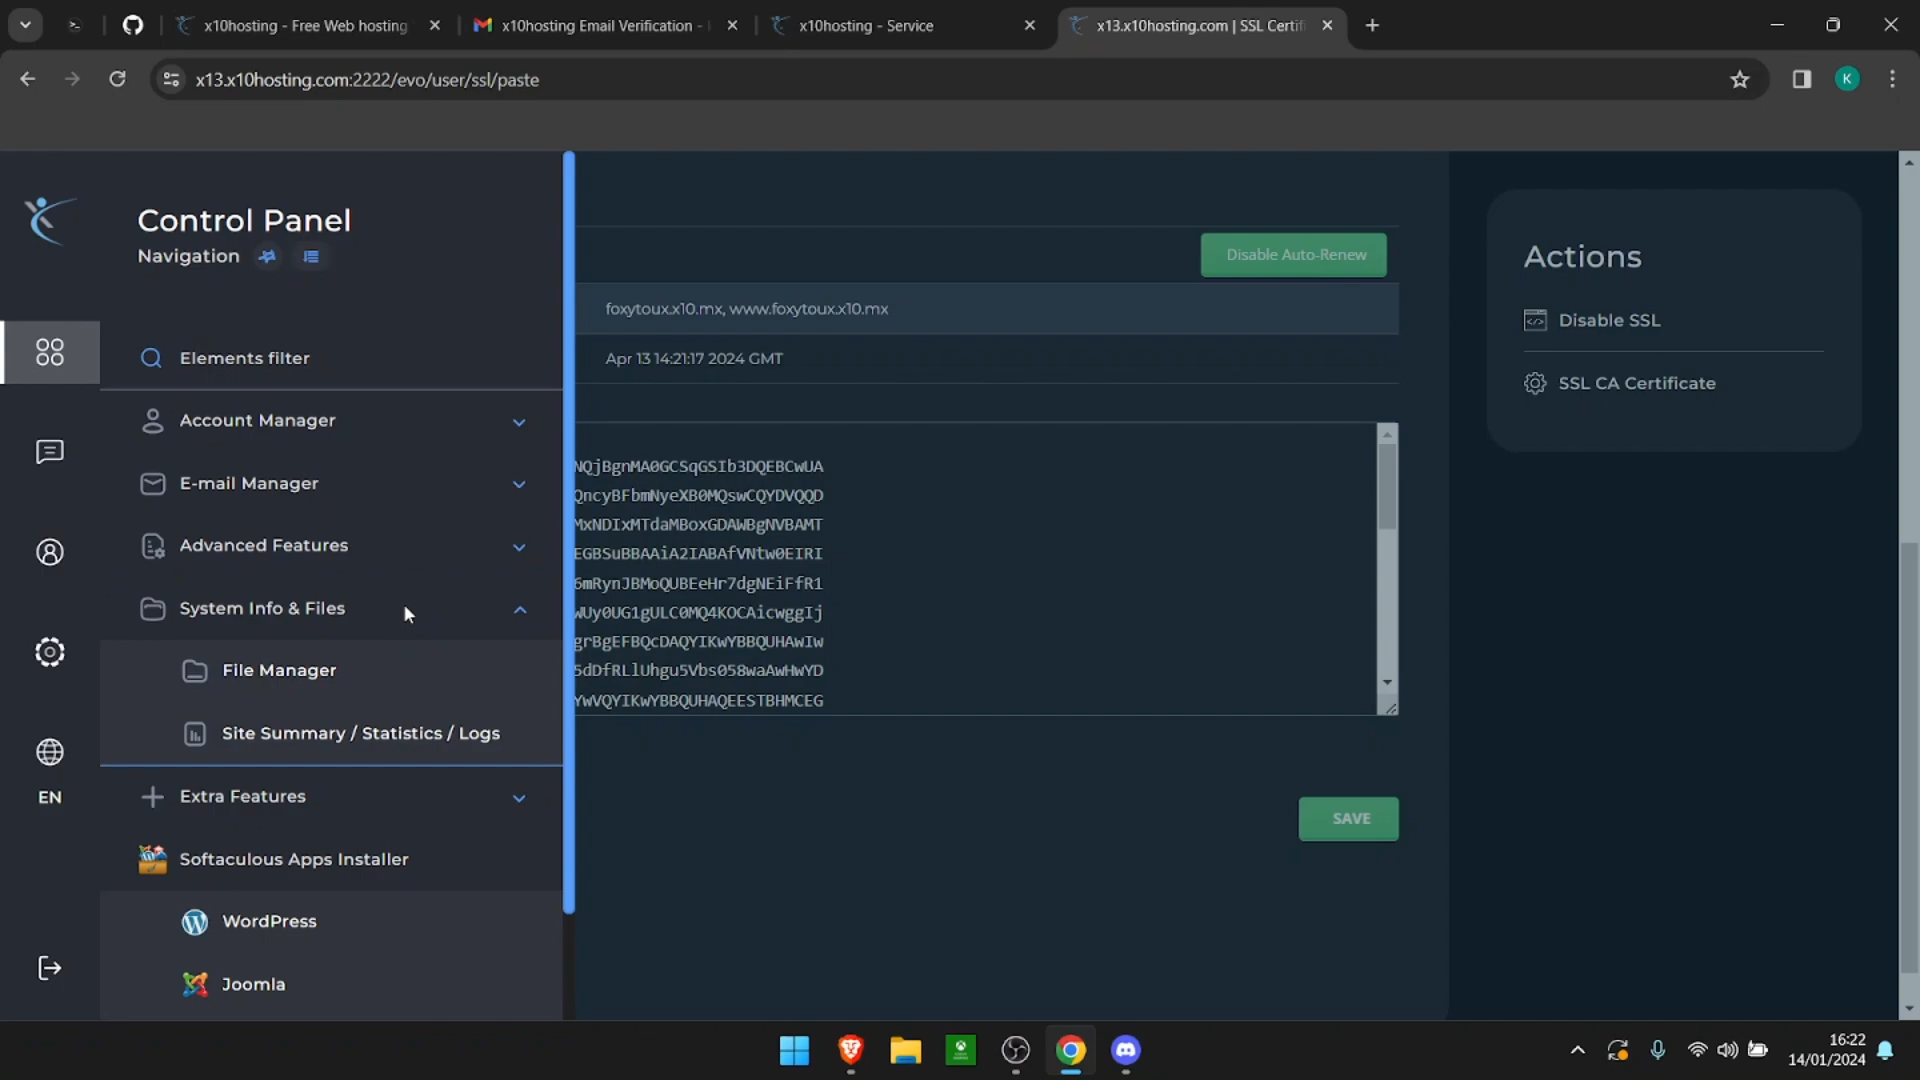 x10hosting - Free Web hosting
x10hosting Email Verification -
x10hosting - Service
x13.x10hosting.com | SSL Certifi
x13.x10hosting.com:2222/evo/user/ssl/paste
K
Control Panel
Navigation
Elements filter
Account Manager
E-mail Manager
Advanced Features
System Info & Files
File Manager
Site Summary / Statistics / Logs
Extra Features
Softaculous Apps Installer
WordPress
Joomla
EN
Disable Auto-Renew
foxytoux.x10.mx, www.foxytoux.x10.mx
Apr 13 14:21:17 2024 GMT
NQjBgnMA0GCSqGSIb3DQEBCwUA
QncyBFbmNyeXB0MQswCQYDVQQD
MxNDIxMTdaMBoxGDAWBgNVBAMT
EGBSuBBAAiA2IABAfVNtw0EIRI
6mRynJBMoQUBEeHr7dgNEiFfR1
wUy0UG1gULC0MQ4KOCAicwggIj
grBgEFBQcDAQYIKwYBBQUHAwIw
5dDfRLlUhgu5Vbs058waAwHwYD
YwVQYIKwYBBQUHAQEESTBHMCEG
SAVE
Actions
Disable SSL
SSL CA Certificate
16:22
14/01/2024